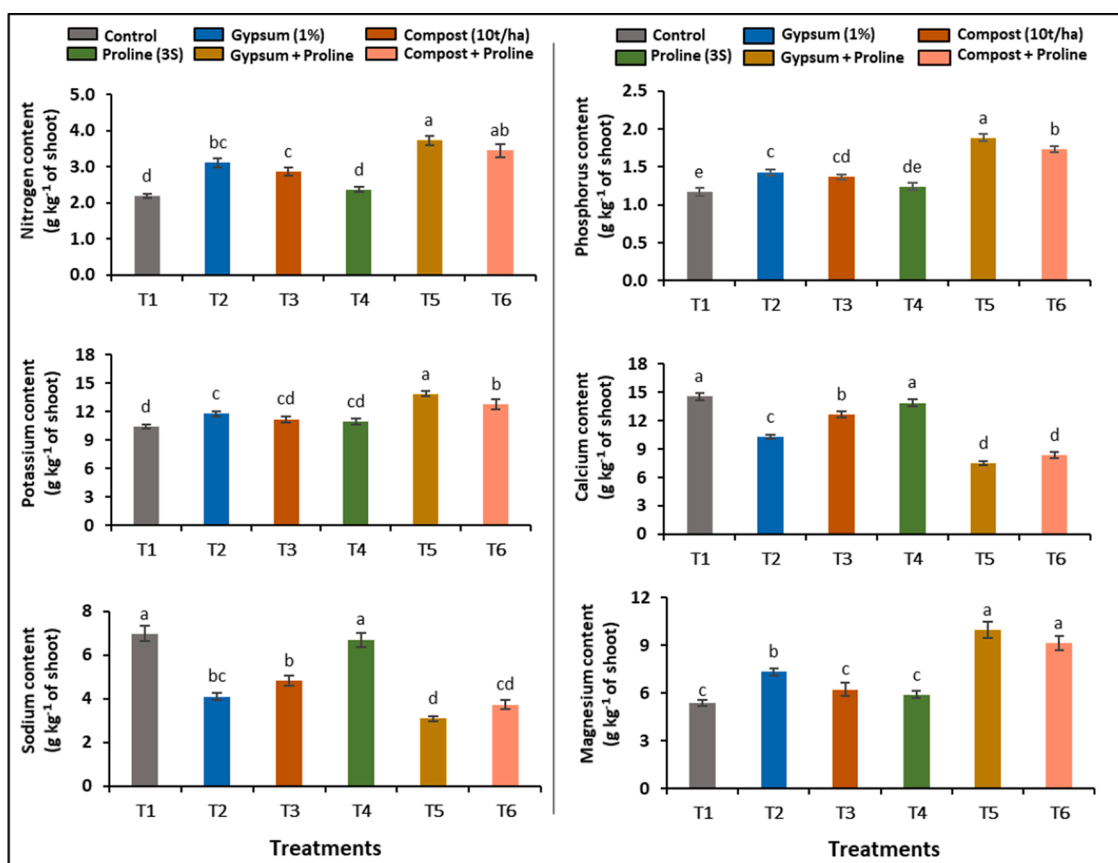 Control Gypsum (1%) Compost (10t/ha)
Proline (3S) Gypsum + Proline Compost + Proline
Nitrogen content
(g kg⁻¹ of shoot)
4.0
3.0
2.0
1.0
0.0
d bc c d a ab
T1 T2 T3 T4 T5 T6
Potassium content
(g kg⁻¹ of shoot)
18
15
12
9
6
3
0
d c cd cd a b
T1 T2 T3 T4 T5 T6
Sodium content
(g kg⁻¹ of shoot)
8
6
4
2
0
a bc b a d cd
T1 T2 T3 T4 T5 T6
Treatments
Control Gypsum (1%) Compost (10t/ha)
Proline (3S) Gypsum + Proline Compost + Proline
Phosphorus content
(g kg⁻¹ of shoot)
2.5
2.0
1.5
1.0
0.5
0.0
e c cd de a b
T1 T2 T3 T4 T5 T6
Calcium content
(g kg⁻¹ of shoot)
18
15
12
9
6
3
0
a c b a d d
T1 T2 T3 T4 T5 T6
Magnesium content
(g kg⁻¹ of shoot)
12
9
6
3
0
c b c c a a
T1 T2 T3 T4 T5 T6
Treatments